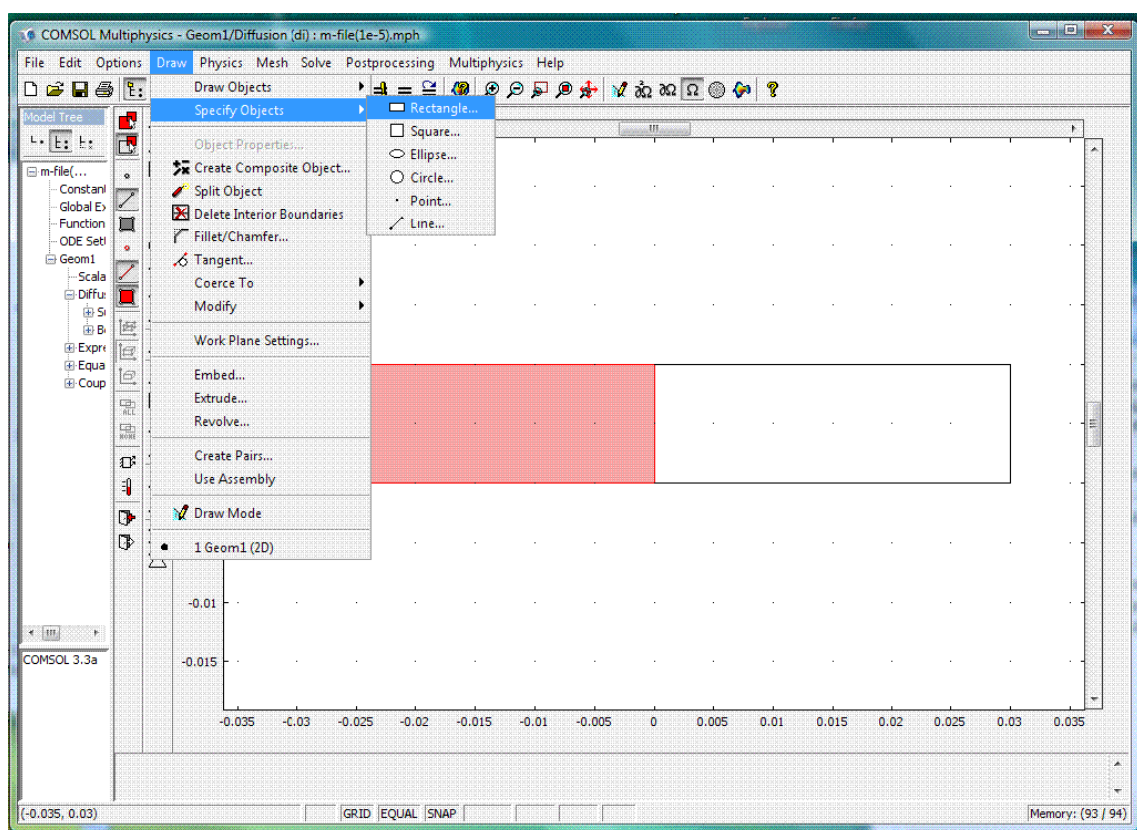 COMSOL Multiphysics - Geom1/Diffusion (di) : m-file(1e-5).mph
File Edit Options Draw Physics Mesh Solve Postprocessing Multiphysics Help
Model Tree
m-file(...
Constant
Global Ex
Function
ODE Sett
Geom1
Scala
Diffu:
S
B
Expre
Equa
Coup
COMSOL 3.3a
ALL
NONE
Draw Objects
Specify Objects
Object Properties...
Create Composite Object...
Split Object
Delete Interior Boundaries
Fillet/Chamfer...
Tangent...
Coerce To
Modify
Work Plane Settings...
Embed...
Extrude...
Revolve...
Create Pairs...
Use Assembly
Draw Mode
1 Geom1 (2D)
Rectangle...
Square...
Ellipse...
Circle...
Point...
Line...
-0.01
-0.015
-0.035 -0.03 -0.025 -0.02 -0.015 -0.01 -0.005 0 0.005 0.01 0.015 0.02 0.025 0.03 0.035
(-0.035, 0.03) GRID EQUAL SNAP Memory: (93 / 94)